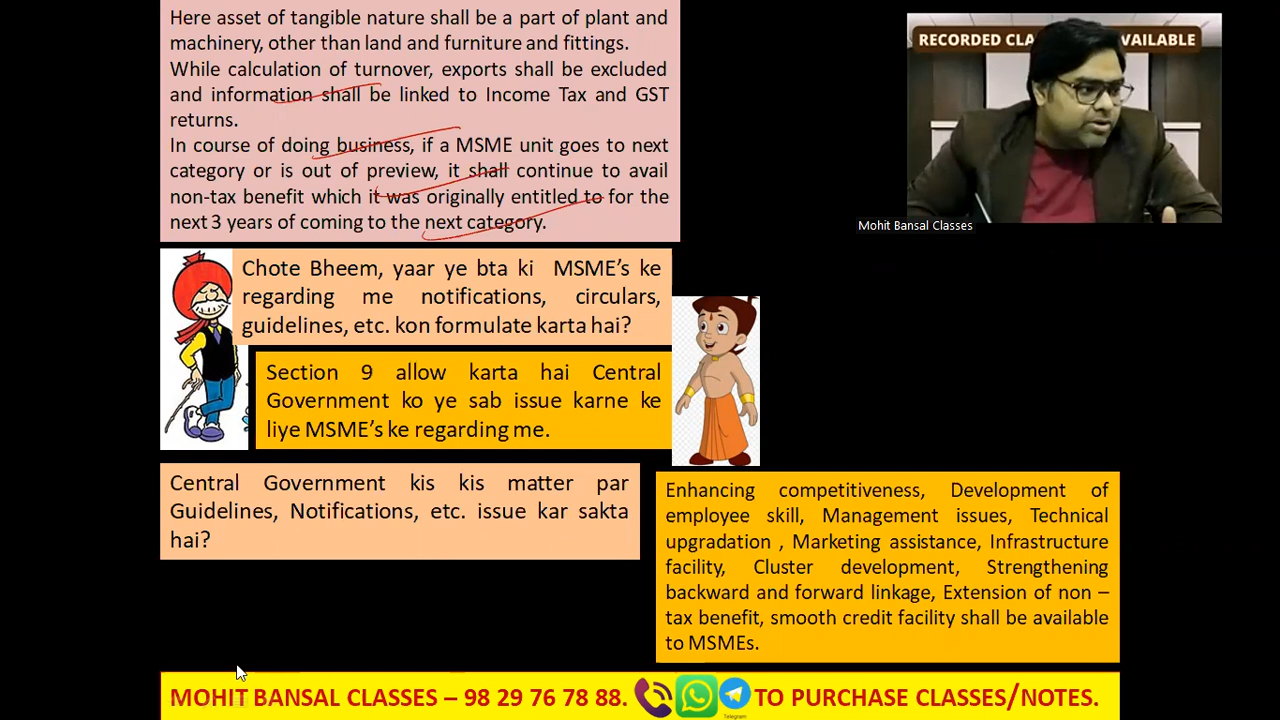 Here asset of tangible nature shall be a part of plant and
machinery, other than land and furniture and fittings.
While calculation of turnover, exports shall be excluded
and information shall be linked to Income Tax and GST
returns.
In course of doing business, if a MSME unit goes to next
category or is out of preview, it shall continue to avail
non-tax benefit which it was originally entitled to for the
next 3 years of coming to the next category.
RECORDED CLA VAILABLE
Mohit Bansal Classes
Chote Bheem, yaar ye bta ki MSME's ke
regarding me notifications, circulars,
guidelines, etc. kon formulate karta hai?
Section 9 allow karta hai Central
Government ko ye sab issue karne ke
liye MSME's ke regarding me.
Central Government kis kis matter par
Guidelines, Notifications, etc. issue kar sakta
hai?
Enhancing competitiveness, Development of
employee skill, Management issues, Technical
upgradation , Marketing assistance, Infrastructure
facility, Cluster development, Strengthening
backward and forward linkage, Extension of non –
tax benefit, smooth credit facility shall be available
to MSMEs.
MOHIT BANSAL CLASSES – 98 29 76 78 88. TO PURCHASE CLASSES/NOTES.
Telegram